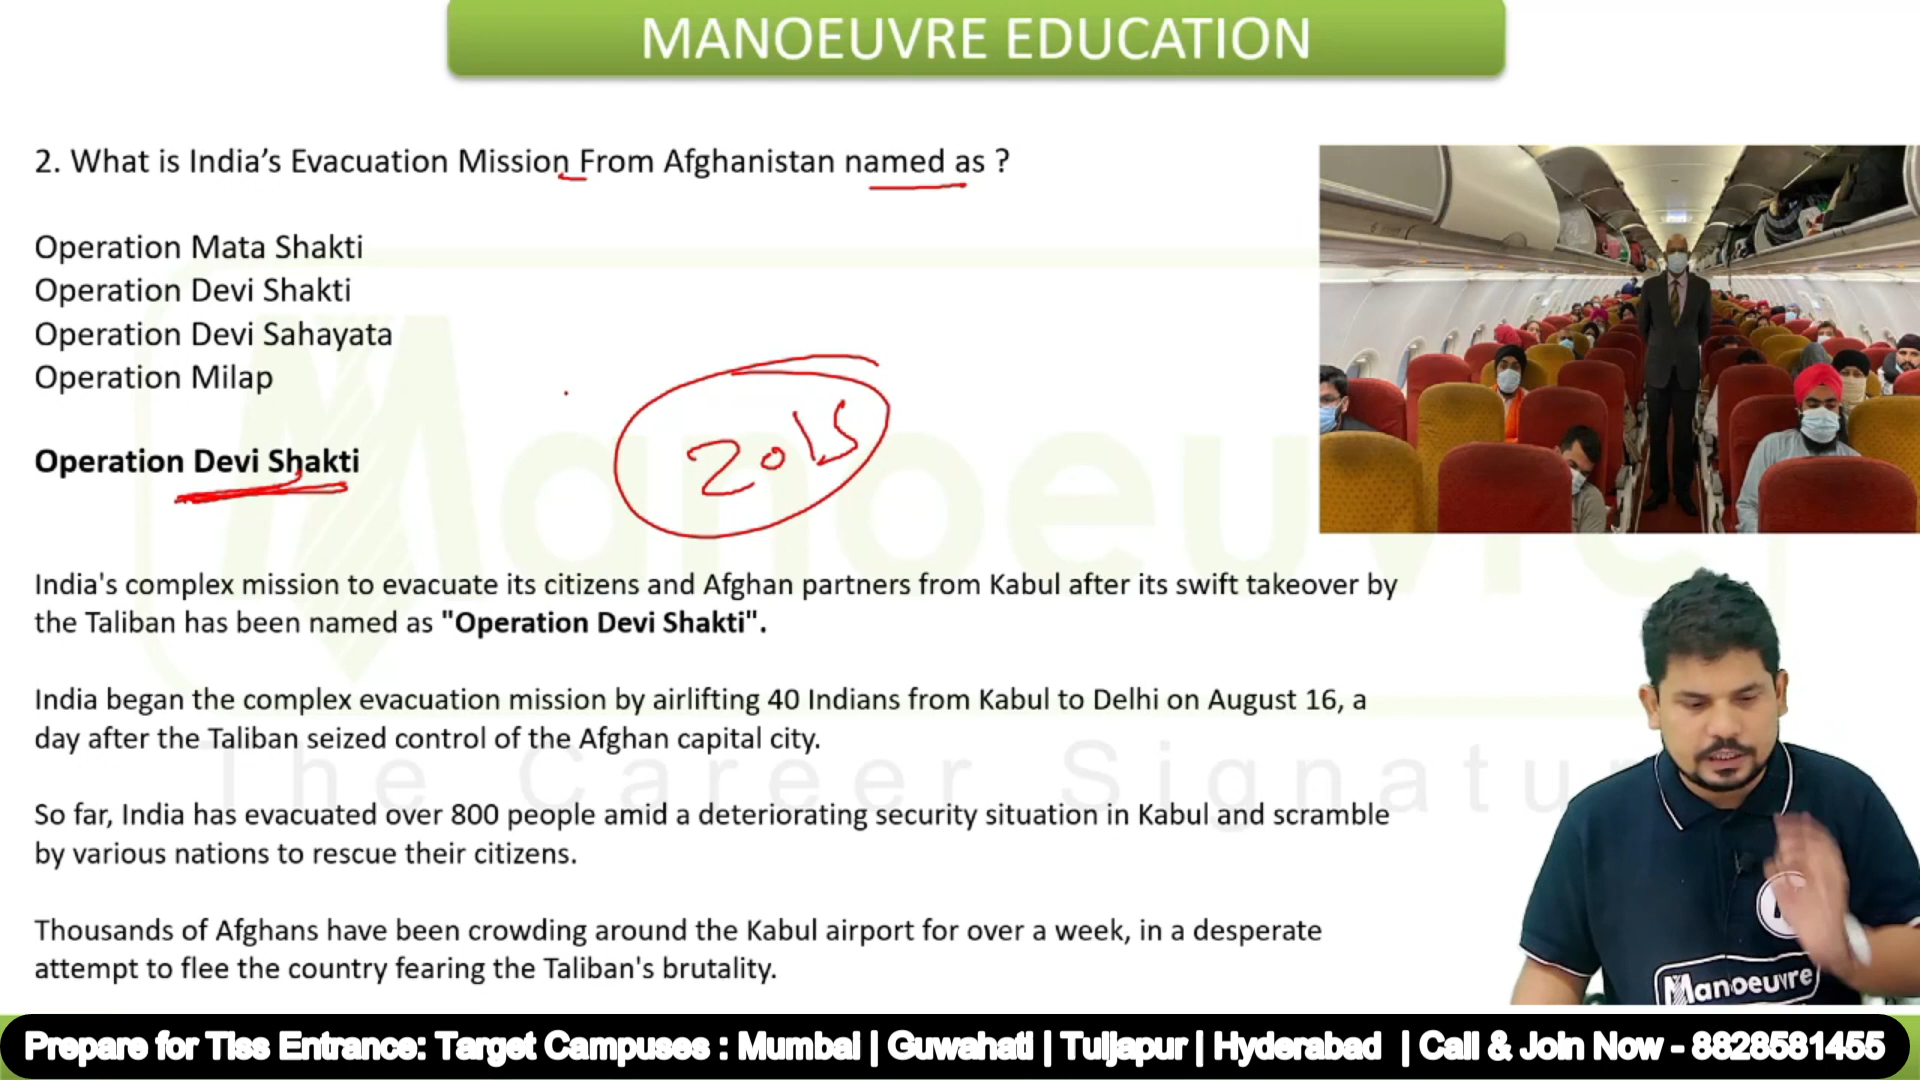 MANOEUVRE EDUCATION
2. What is India’s Evacuation Mission From Afghanistan named as ?
Operation Mata Shakti
Operation Devi Shakti
Operation Devi Sahayata
Operation Milap
2015
Operation Devi Shakti
Manoeuvre
India's complex mission to evacuate its citizens and Afghan partners from Kabul after its swift takeover by
the Taliban has been named as "Operation Devi Shakti".
India began the complex evacuation mission by airlifting 40 Indians from Kabul to Delhi on August 16, a
day after the Taliban seized control of the Afghan capital city.
The Career Signatu
So far, India has evacuated over 800 people amid a deteriorating security situation in Kabul and scramble
by various nations to rescue their citizens.
Thousands of Afghans have been crowding around the Kabul airport for over a week, in a desperate
attempt to flee the country fearing the Taliban's brutality.
Manoeuvre
Prepare for Tiss Entrance: Target Campuses : Mumbai | Guwahati | Tuljapur | Hyderabad | Call & Join Now - 8828581455